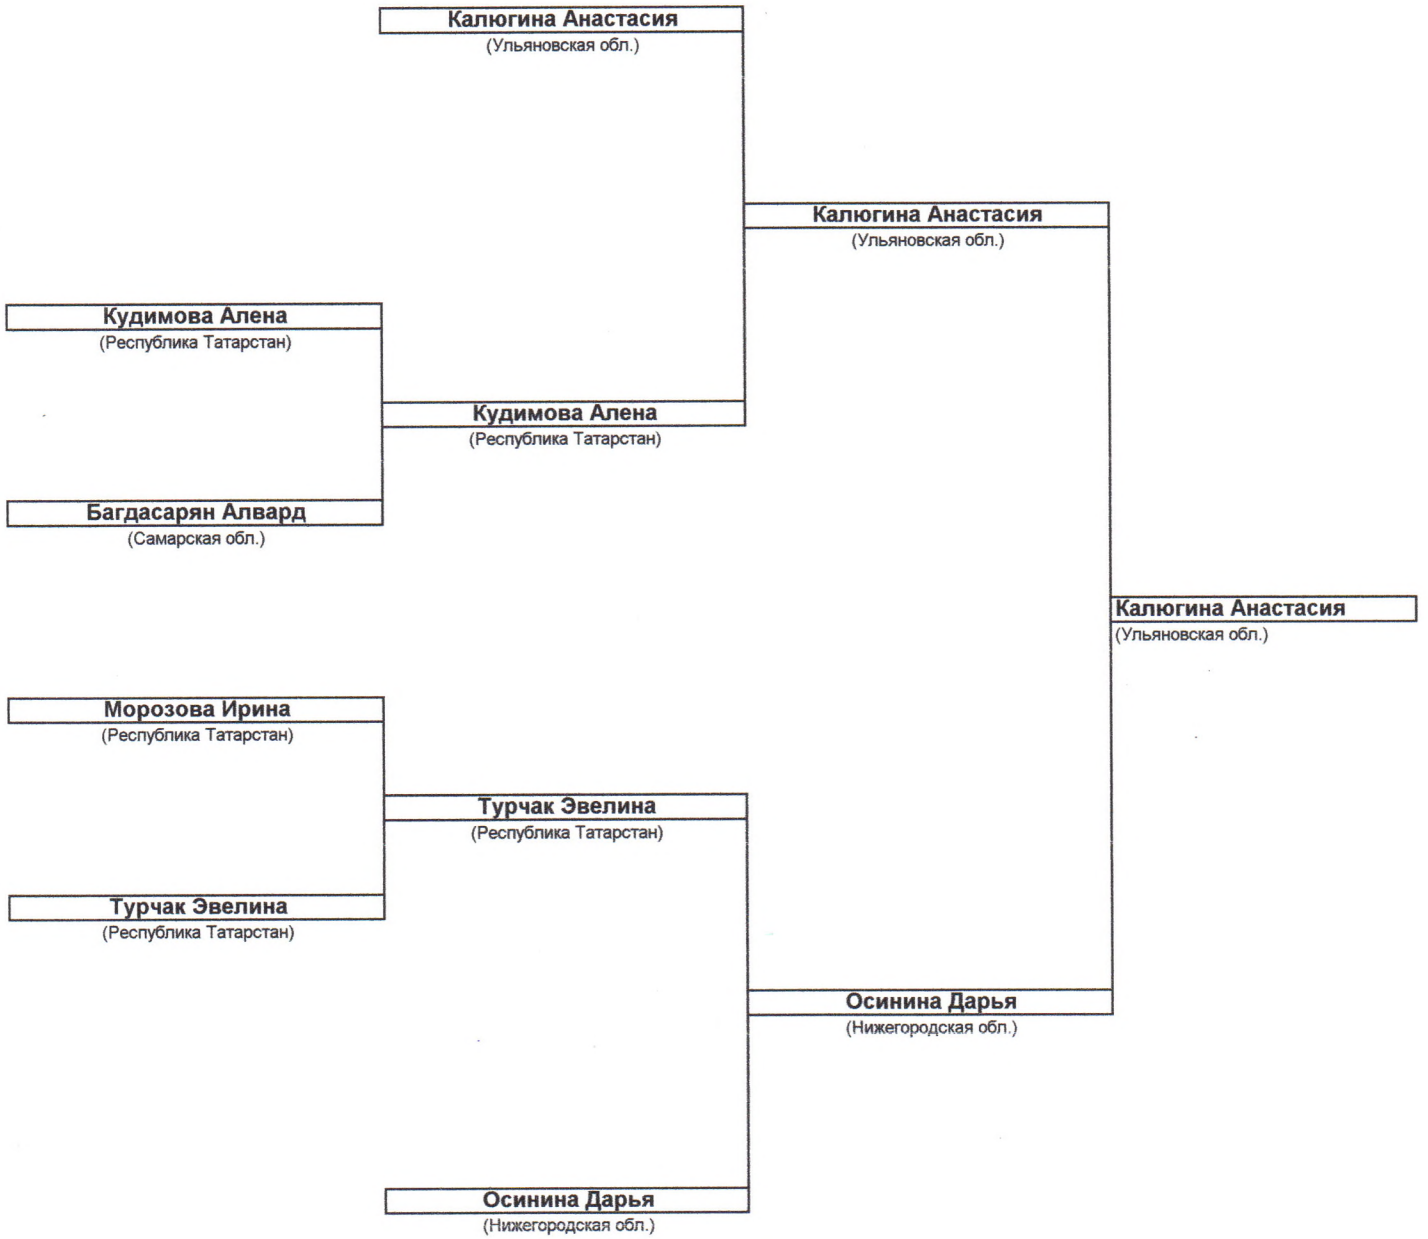 Калюгина Анастасия
(Ульяновская обл.)
Калюгина Анастасия
(Ульяновская обл.)
Кудимова Алена
(Республика Татарстан)
Кудимова Алена
(Республика Татарстан)
Багдасарян Алвард
(Самарская обл.)
Калюгина Анастасия
(Ульяновская обл.)
Морозова Ирина
(Республика Татарстан)
Турчак Эвелина
(Республика Татарстан)
Турчак Эвелина
(Республика Татарстан)
Осинина Дарья
(Нижегородская обл.)
Осинина Дарья
(Нижегородская обл.)